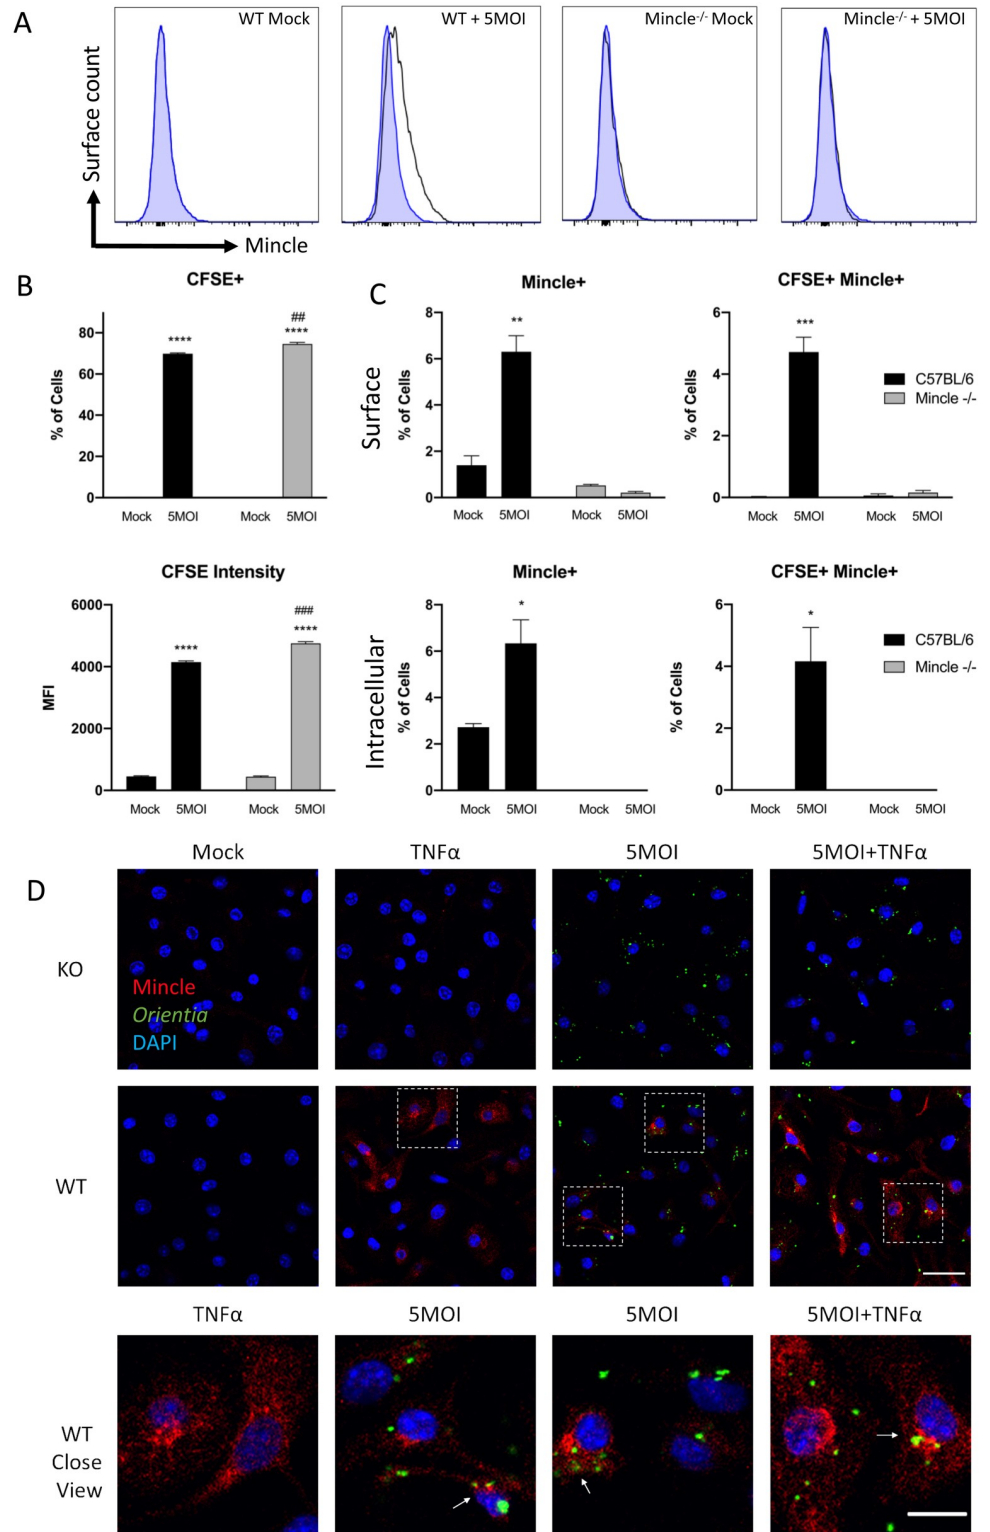 A
WT Mock
WT + 5MOI
Mincle-/- Mock
Mincle-/- + 5MOI
Surface count
Mincle
B
CFSE+
C
Mincle+
CFSE+ Mincle+
% of Cells
80
60
40
20
0
****
##
****
Mock 5MOI Mock 5MOI
Surface
% of Cells
8
6
4
2
0
**
Mock 5MOI Mock 5MOI
% of Cells
6
4
2
0
***
Mock 5MOI Mock 5MOI
C57BL/6
Mincle -/-
CFSE Intensity
Mincle+
CFSE+ Mincle+
MFI
6000
4000
2000
0
****
###
****
Mock 5MOI Mock 5MOI
Intracellular
% of Cells
8
6
4
2
0
*
Mock 5MOI Mock 5MOI
% of Cells
6
4
2
0
*
Mock 5MOI Mock 5MOI
C57BL/6
Mincle -/-
D
Mock
TNFα
5MOI
5MOI+TNFα
KO
Mincle
Orientia
DAPI
WT
TNFα
5MOI
5MOI
5MOI+TNFα
WT
Close
View